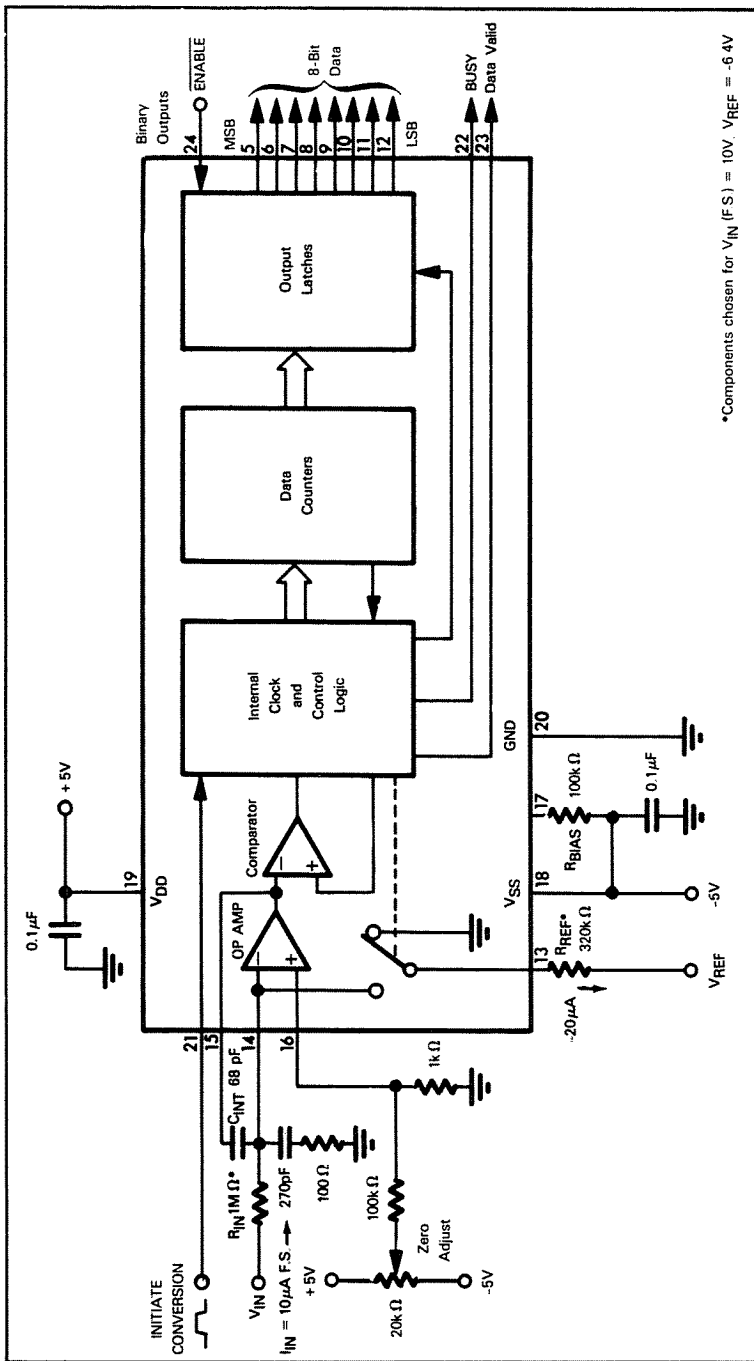 INITIATE
CONVERSION
21
+5V
19
0.1μF
V_DD
Binary
Outputs
24
ENABLE
MSB
5
6
7
8
9
10
11
12
LSB
8-Bit
Data
22
BUSY
23
Data Valid
Output
Latches
Data
Counters
Internal
Clock
and
Control
Logic
Comparator
−
+
OP AMP
−
+
15
C_INT 68 pF
14
16
R_IN 1M Ω*
V_IN
I_IN = 10μA F.S.
270pF
100Ω
1k Ω
100kΩ
+5V
Zero
Adjust
20kΩ
-5V
13
R_REF*
320kΩ
-20μA
V_REF
V_SS
18
-5V
17
R_BIAS
100kΩ
0.1μF
GND
20
*Components chosen for V_IN (F.S) = 10V, V_REF = -6 4V